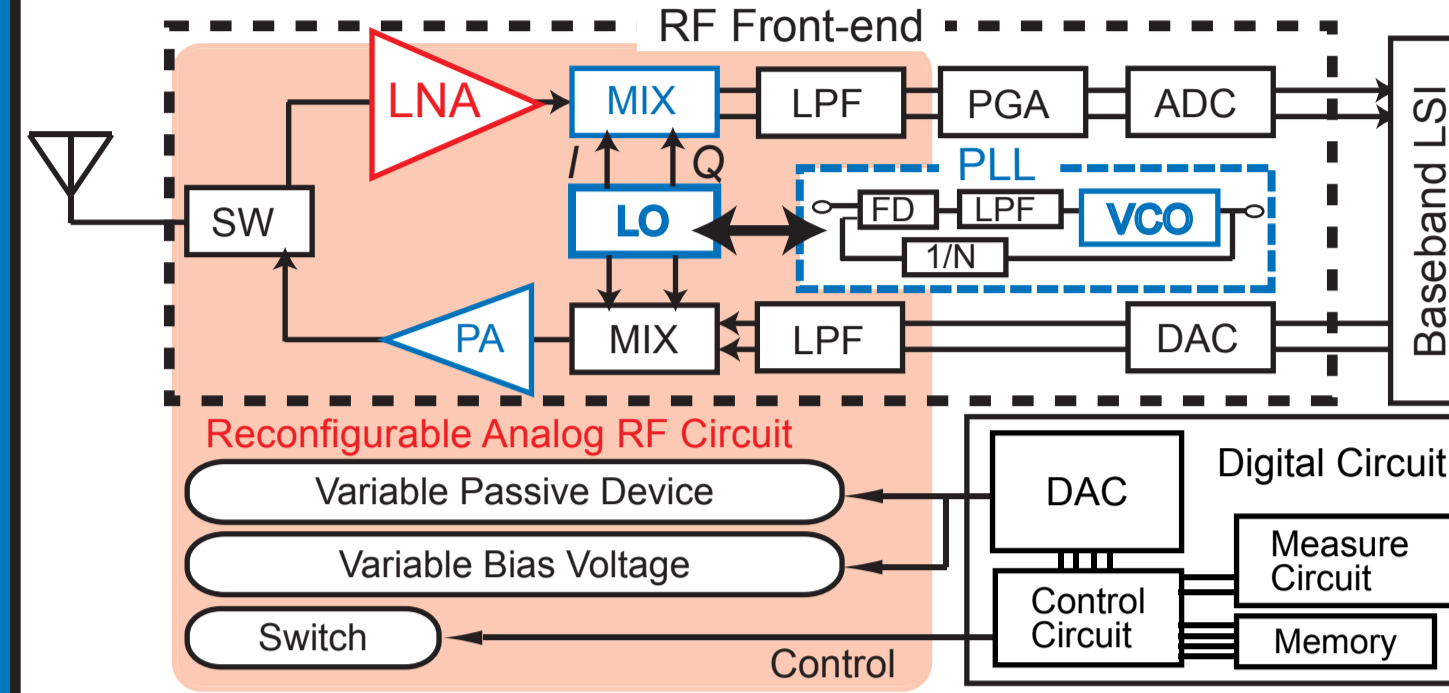 RF Front-end
LNA
MIX
LPF
PGA
ADC
I
Q
PLL
SW
LO
FD
LPF
VCO
1/N
PA
MIX
LPF
DAC
Baseband LSI
Reconfigurable Analog RF Circuit
Variable Passive Device
Variable Bias Voltage
Switch
Control
DAC
Digital Circuit
Measure
Circuit
Control
Circuit
Memory